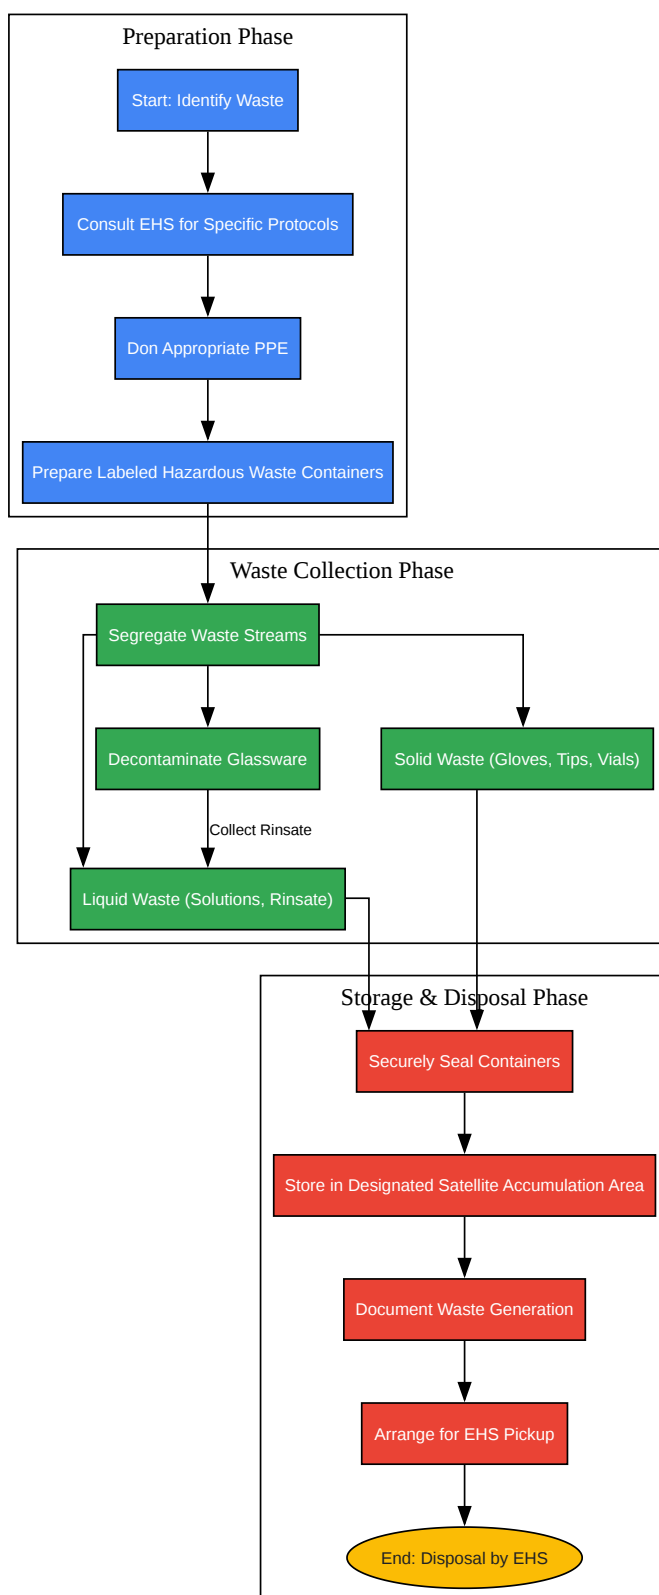 Preparation Phase
Start: Identify Waste
Consult EHS for Specific Protocols
Don Appropriate PPE
Prepare Labeled Hazardous Waste Containers
Waste Collection Phase
Segregate Waste Streams
Decontaminate Glassware
Solid Waste (Gloves, Tips, Vials)
Collect Rinsate
Liquid Waste (Solutions, Rinsate)
Storage & Disposal Phase
Securely Seal Containers
Store in Designated Satellite Accumulation Area
Document Waste Generation
Arrange for EHS Pickup
End: Disposal by EHS